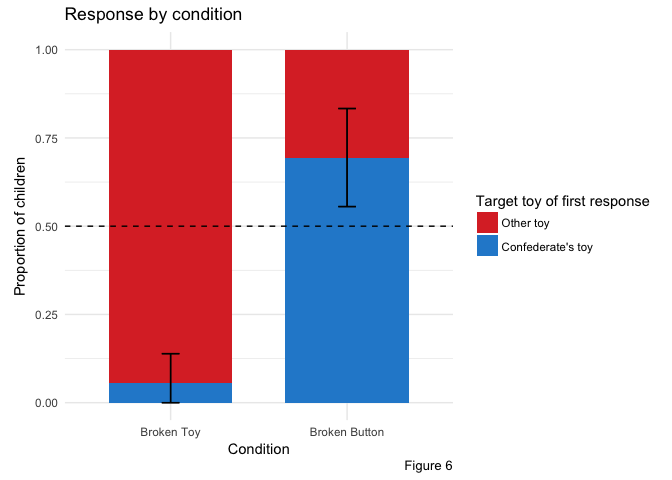 Response by condition
1.00
0.75
0.50
0.25
0.00
Proportion of children
Broken Toy
Broken Button
Condition
Target toy of first response
Other toy
Confederate's toy
Figure 6